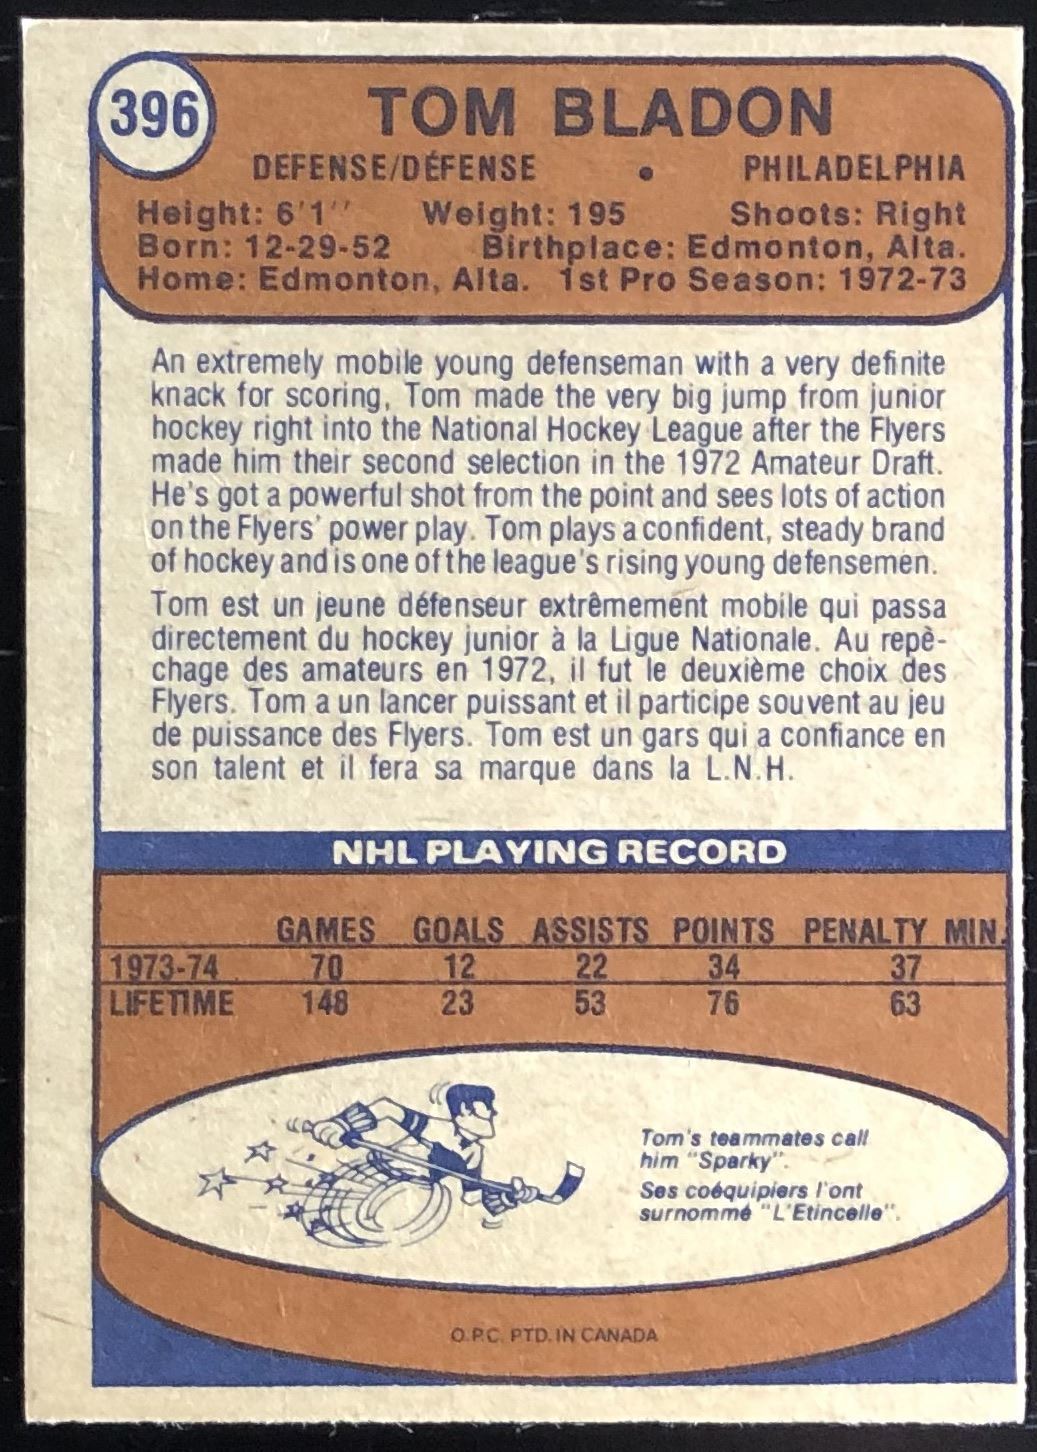 396
TOM BLADON
DEFENSE/DÉFENSE • PHILADELPHIA
Height: 6'1'' Weight: 195 Shoots: Right
Born: 12-29-52 Birthplace: Edmonton, Alta.
Home: Edmonton, Alta. 1st Pro Season: 1972-73
An extremely mobile young defenseman with a very definite
knack for scoring, Tom made the very big jump from junior
hockey right into the National Hockey League after the Flyers
made him their second selection in the 1972 Amateur Draft.
He's got a powerful shot from the point and sees lots of action
on the Flyers' power play. Tom plays a confident, steady brand
of hockey and is one of the league's rising young defensemen.
Tom est un jeune défenseur extrêmement mobile qui passa
directement du hockey junior à la Ligue Nationale. Au repê-
chage des amateurs en 1972, il fut le deuxième choix des
Flyers. Tom a un lancer puissant et il participe souvent au jeu
de puissance des Flyers. Tom est un gars qui a confiance en
son talent et il fera sa marque dans la L.N.H.
NHL PLAYING RECORD
GAMES GOALS ASSISTS POINTS PENALTY MIN.
1973-74 70 12 22 34 37
LIFETIME 148 23 53 76 63
Tom's teammates call
him "Sparky".
Ses coéquipiers l'ont
surnommé "L'Etincelle".
O.P.C. PTD. IN CANADA